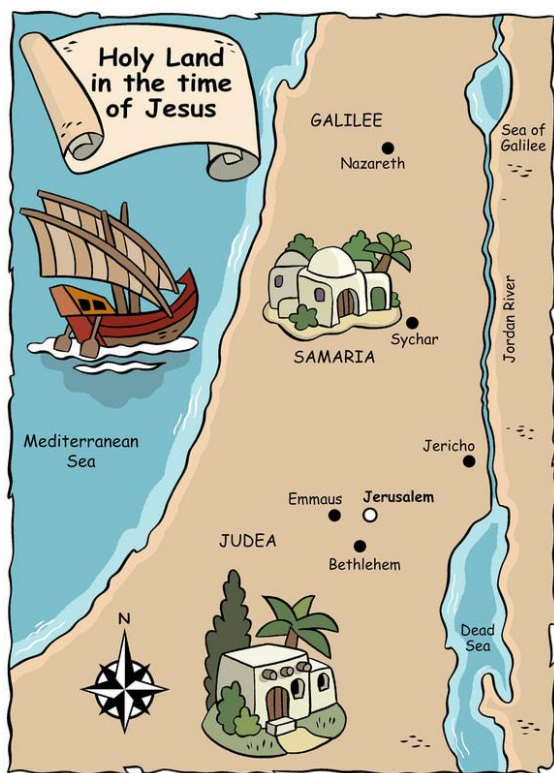 Holy Land
in the time
of Jesus
GALILEE
Sea of
Galilee
Nazareth
Jordan River
Sychar
SAMARIA
Mediterranean
Sea
Jericho
Emmaus
Jerusalem
JUDEA
Bethlehem
N
Dead
Sea